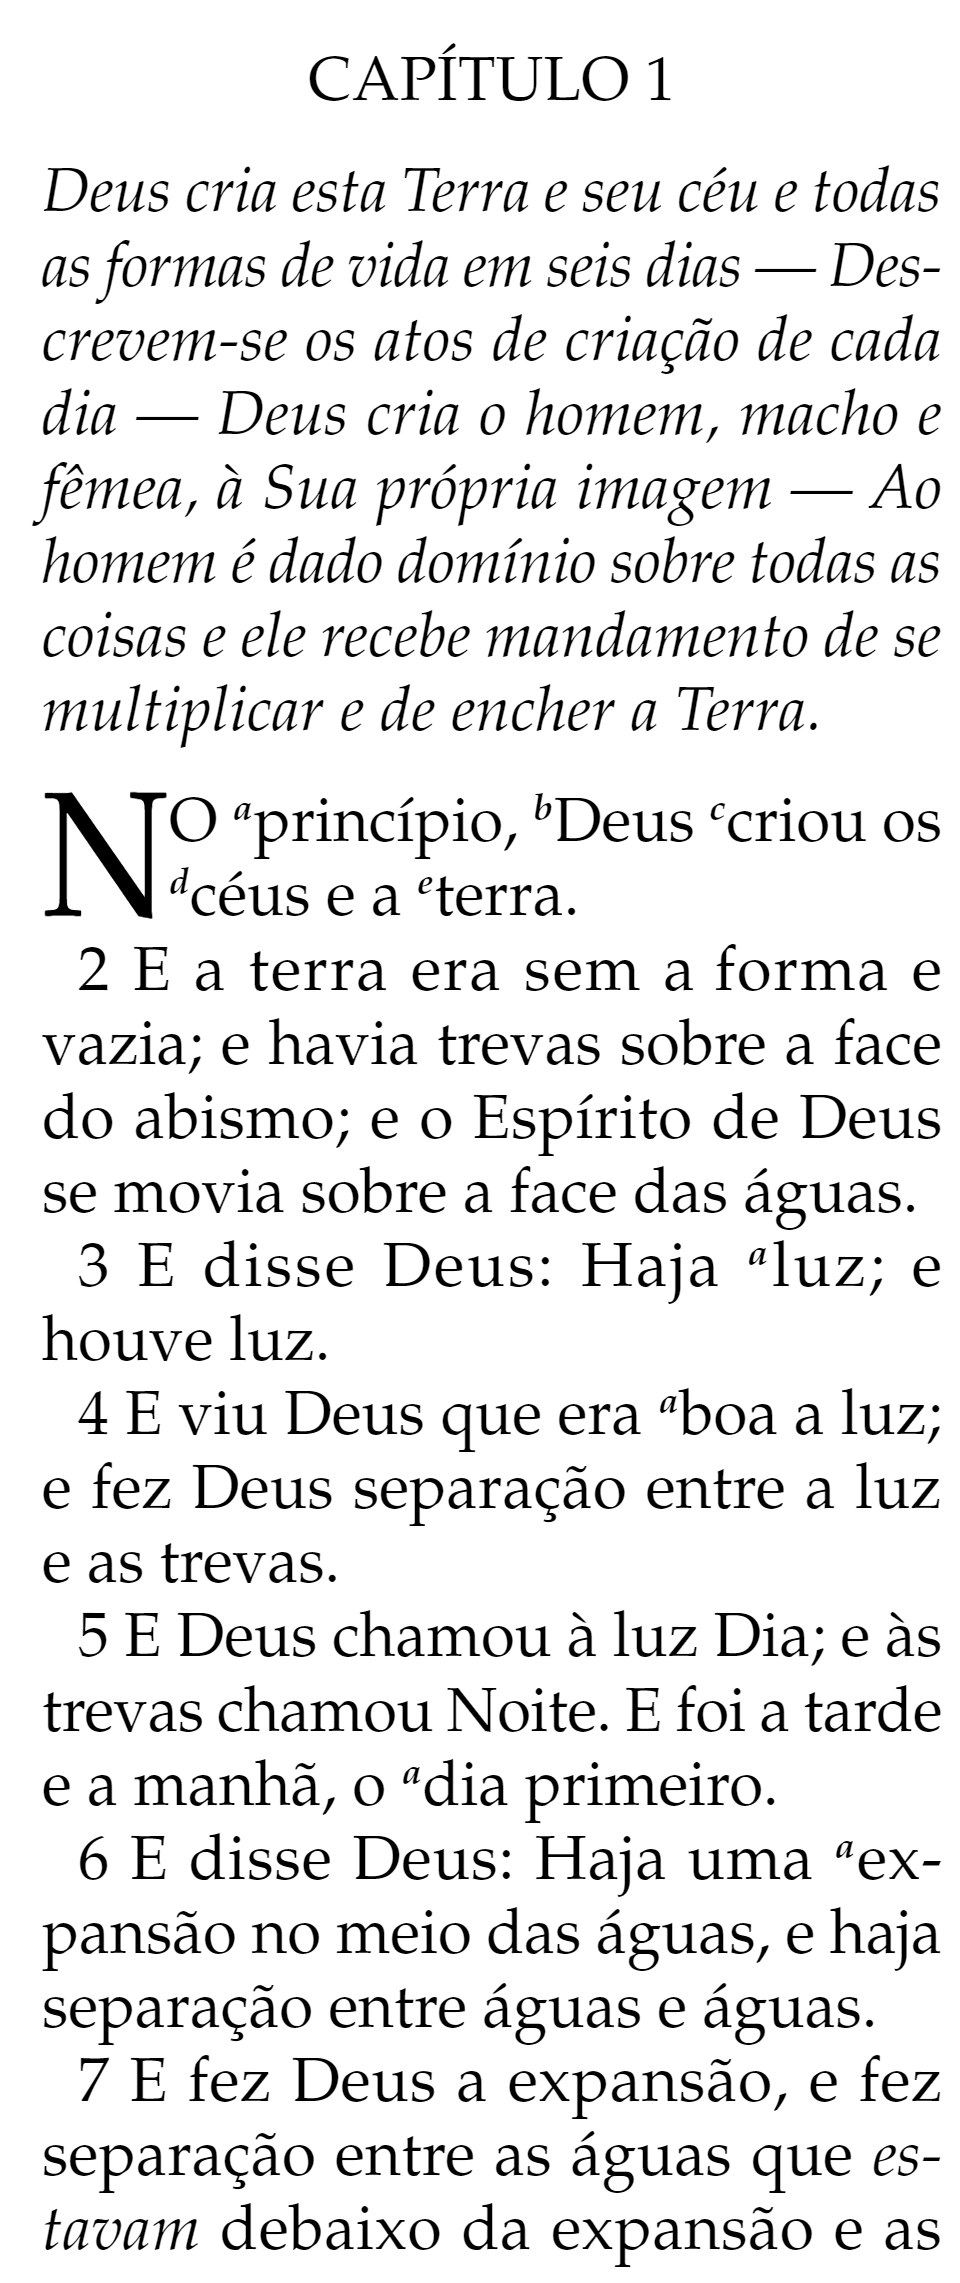 CAPÍTULO 1
Deus cria esta Terra e seu céu e todas
as formas de vida em seis dias — Des-
crevem-se os atos de criação de cada
dia — Deus cria o homem, macho e
fêmea, à Sua própria imagem — Ao
homem é dado domínio sobre todas as
coisas e ele recebe mandamento de se
multiplicar e de encher a Terra.
NO aprincípio, bDeus ccriou os
dcéus e a eterra.
2 E a terra era sem a forma e
vazia; e havia trevas sobre a face
do abismo; e o Espírito de Deus
se movia sobre a face das águas.
3 E disse Deus: Haja aluz; e
houve luz.
4 E viu Deus que era aboa a luz;
e fez Deus separação entre a luz
e as trevas.
5 E Deus chamou à luz Dia; e às
trevas chamou Noite. E foi a tarde
e a manhã, o adia primeiro.
6 E disse Deus: Haja uma aex-
pansão no meio das águas, e haja
separação entre águas e águas.
7 E fez Deus a expansão, e fez
separação entre as águas que es-
tavam debaixo da expansão e as